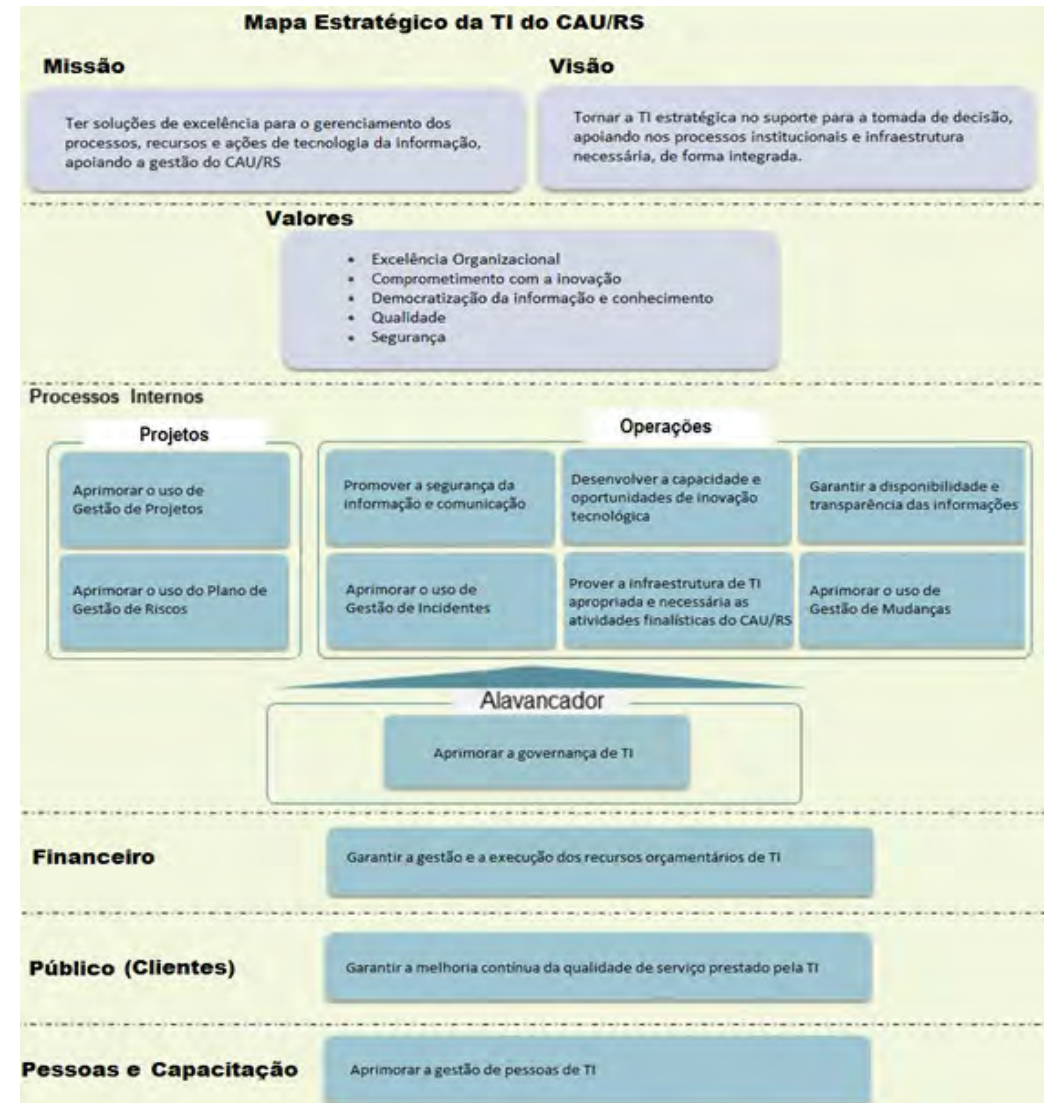 Mapa Estratégico da TI do CAU/RS
Missão
Visão
Ter soluções de excelência para o gerenciamento dos
processos, recursos e ações de tecnologia da informação,
apoiando a gestão do CAU/RS
Tornar a TI estratégica no suporte para a tomada de decisão,
apoiando nos processos institucionais e infraestrutura
necessária, de forma integrada.
Valores
• Excelência Organizacional
• Comprometimento com a inovação
• Democratização da informação e conhecimento
• Qualidade
• Segurança
Processos Internos
Projetos
Aprimorar o uso de
Gestão de Projetos
Aprimorar o uso do Plano de
Gestão de Riscos
Operações
Promover a segurança da
informação e comunicação
Desenvolver a capacidade e
oportunidades de inovação
tecnológica
Garantir a disponibilidade e
transparência das informações
Aprimorar o uso de
Gestão de Incidentes
Prover a infraestrutura de TI
apropriada e necessária as
atividades finalísticas do CAU/RS
Aprimorar o uso de
Gestão de Mudanças
Alavancador
Aprimorar a governança de TI
Financeiro
Garantir a gestão e a execução dos recursos orçamentários de TI
Público (Clientes)
Garantir a melhoria contínua da qualidade de serviço prestado pela TI
Pessoas e Capacitação
Aprimorar a gestão de pessoas de TI